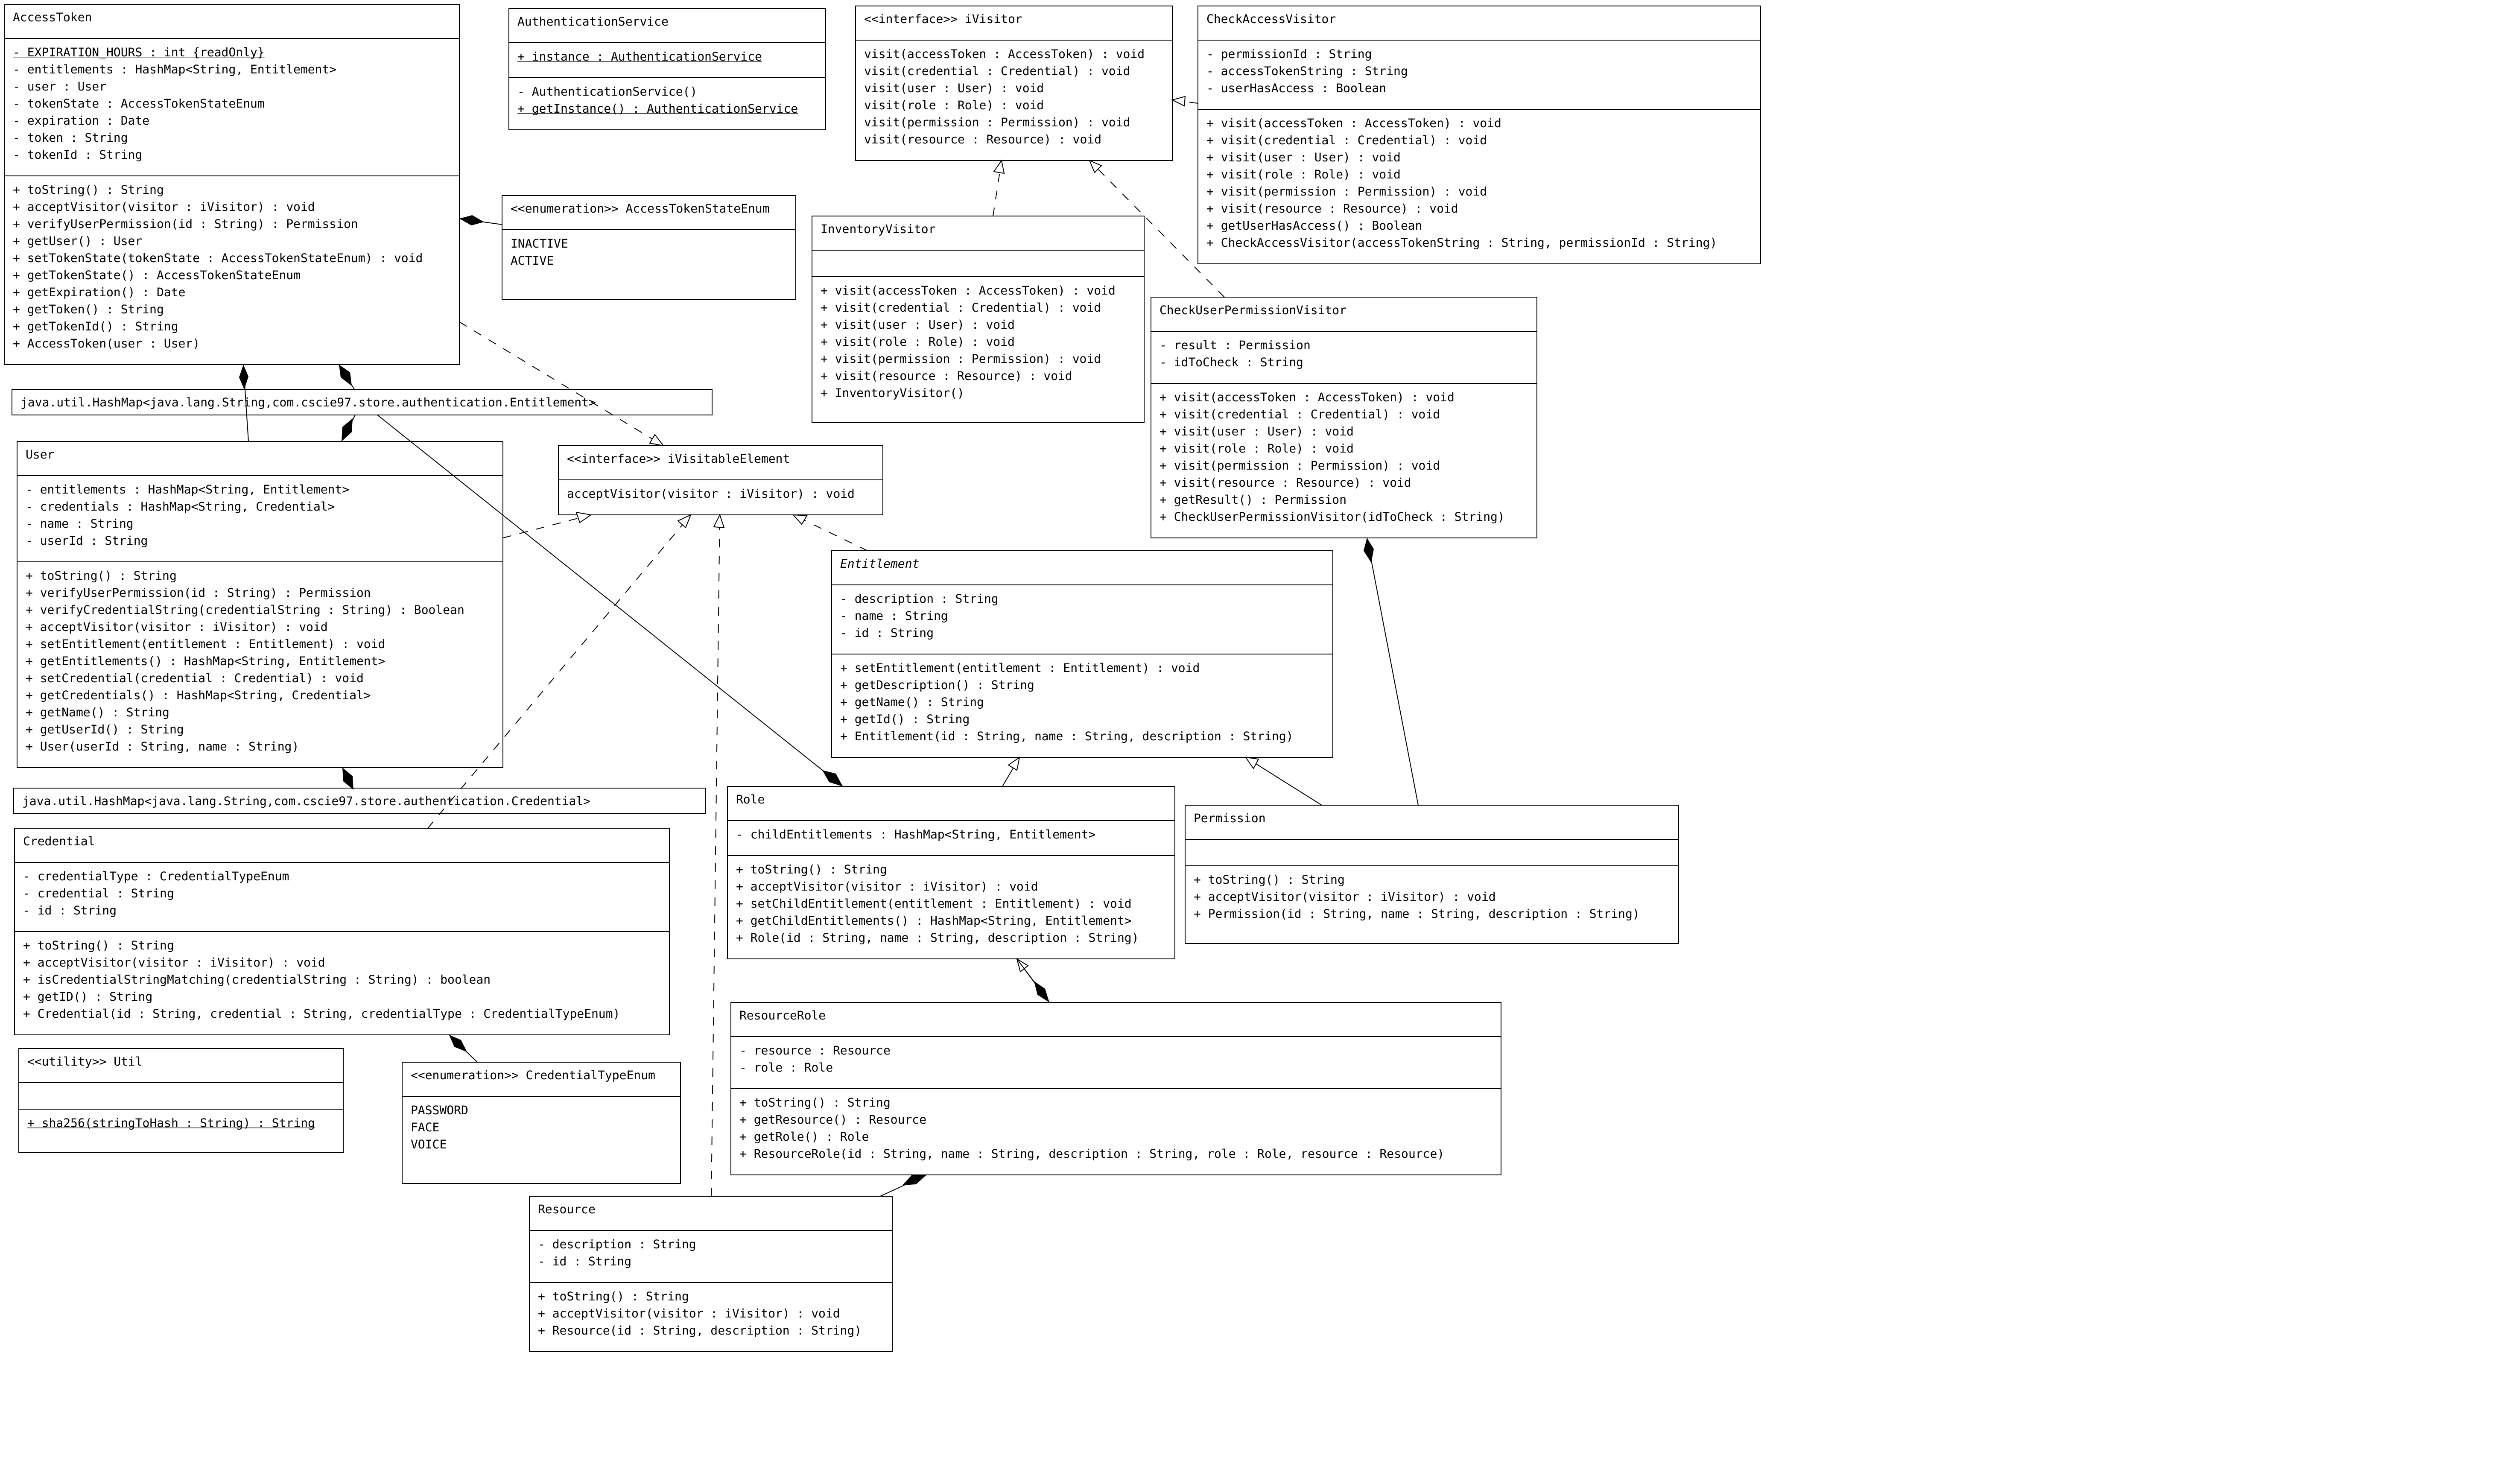 AccessToken
- EXPIRATION_HOURS : int {readOnly}
- entitlements : HashMap<String, Entitlement>
- user : User
- tokenState : AccessTokenStateEnum
- expiration : Date
- token : String
- tokenId : String
+ toString() : String
+ acceptVisitor(visitor : iVisitor) : void
+ verifyUserPermission(id : String) : Permission
+ getUser() : User
+ setTokenState(tokenState : AccessTokenStateEnum) : void
+ getTokenState() : AccessTokenStateEnum
+ getExpiration() : Date
+ getToken() : String
+ getTokenId() : String
+ AccessToken(user : User)
AuthenticationService
+ instance : AuthenticationService
- AuthenticationService()
+ getInstance() : AuthenticationService
<<enumeration>> AccessTokenStateEnum
INACTIVE
ACTIVE
<<interface>> iVisitor
visit(accessToken : AccessToken) : void
visit(credential : Credential) : void
visit(user : User) : void
visit(role : Role) : void
visit(permission : Permission) : void
visit(resource : Resource) : void
CheckAccessVisitor
- permissionId : String
- accessTokenString : String
- userHasAccess : Boolean
+ visit(accessToken : AccessToken) : void
+ visit(credential : Credential) : void
+ visit(user : User) : void
+ visit(role : Role) : void
+ visit(permission : Permission) : void
+ visit(resource : Resource) : void
+ getUserHasAccess() : Boolean
+ CheckAccessVisitor(accessTokenString : String, permissionId : String)
InventoryVisitor
+ visit(accessToken : AccessToken) : void
+ visit(credential : Credential) : void
+ visit(user : User) : void
+ visit(role : Role) : void
+ visit(permission : Permission) : void
+ visit(resource : Resource) : void
+ InventoryVisitor()
CheckUserPermissionVisitor
- result : Permission
- idToCheck : String
+ visit(accessToken : AccessToken) : void
+ visit(credential : Credential) : void
+ visit(user : User) : void
+ visit(role : Role) : void
+ visit(permission : Permission) : void
+ visit(resource : Resource) : void
+ getResult() : Permission
+ CheckUserPermissionVisitor(idToCheck : String)
java.util.HashMap<java.lang.String,com.cscie97.store.authentication.Entitlement>
User
- entitlements : HashMap<String, Entitlement>
- credentials : HashMap<String, Credential>
- name : String
- userId : String
+ toString() : String
+ verifyUserPermission(id : String) : Permission
+ verifyCredentialString(credentialString : String) : Boolean
+ acceptVisitor(visitor : iVisitor) : void
+ setEntitlement(entitlement : Entitlement) : void
+ getEntitlements() : HashMap<String, Entitlement>
+ setCredential(credential : Credential) : void
+ getCredentials() : HashMap<String, Credential>
+ getName() : String
+ getUserId() : String
+ User(userId : String, name : String)
<<interface>> iVisitableElement
acceptVisitor(visitor : iVisitor) : void
Entitlement
- description : String
- name : String
- id : String
+ setEntitlement(entitlement : Entitlement) : void
+ getDescription() : String
+ getName() : String
+ getId() : String
+ Entitlement(id : String, name : String, description : String)
java.util.HashMap<java.lang.String,com.cscie97.store.authentication.Credential>
Credential
- credentialType : CredentialTypeEnum
- credential : String
- id : String
+ toString() : String
+ acceptVisitor(visitor : iVisitor) : void
+ isCredentialStringMatching(credentialString : String) : boolean
+ getID() : String
+ Credential(id : String, credential : String, credentialType : CredentialTypeEnum)
Role
- childEntitlements : HashMap<String, Entitlement>
+ toString() : String
+ acceptVisitor(visitor : iVisitor) : void
+ setChildEntitlement(entitlement : Entitlement) : void
+ getChildEntitlements() : HashMap<String, Entitlement>
+ Role(id : String, name : String, description : String)
Permission
+ toString() : String
+ acceptVisitor(visitor : iVisitor) : void
+ Permission(id : String, name : String, description : String)
<<utility>> Util
+ sha256(stringToHash : String) : String
<<enumeration>> CredentialTypeEnum
PASSWORD
FACE
VOICE
ResourceRole
- resource : Resource
- role : Role
+ toString() : String
+ getResource() : Resource
+ getRole() : Role
+ ResourceRole(id : String, name : String, description : String, role : Role, resource : Resource)
Resource
- description : String
- id : String
+ toString() : String
+ acceptVisitor(visitor : iVisitor) : void
+ Resource(id : String, description : String)